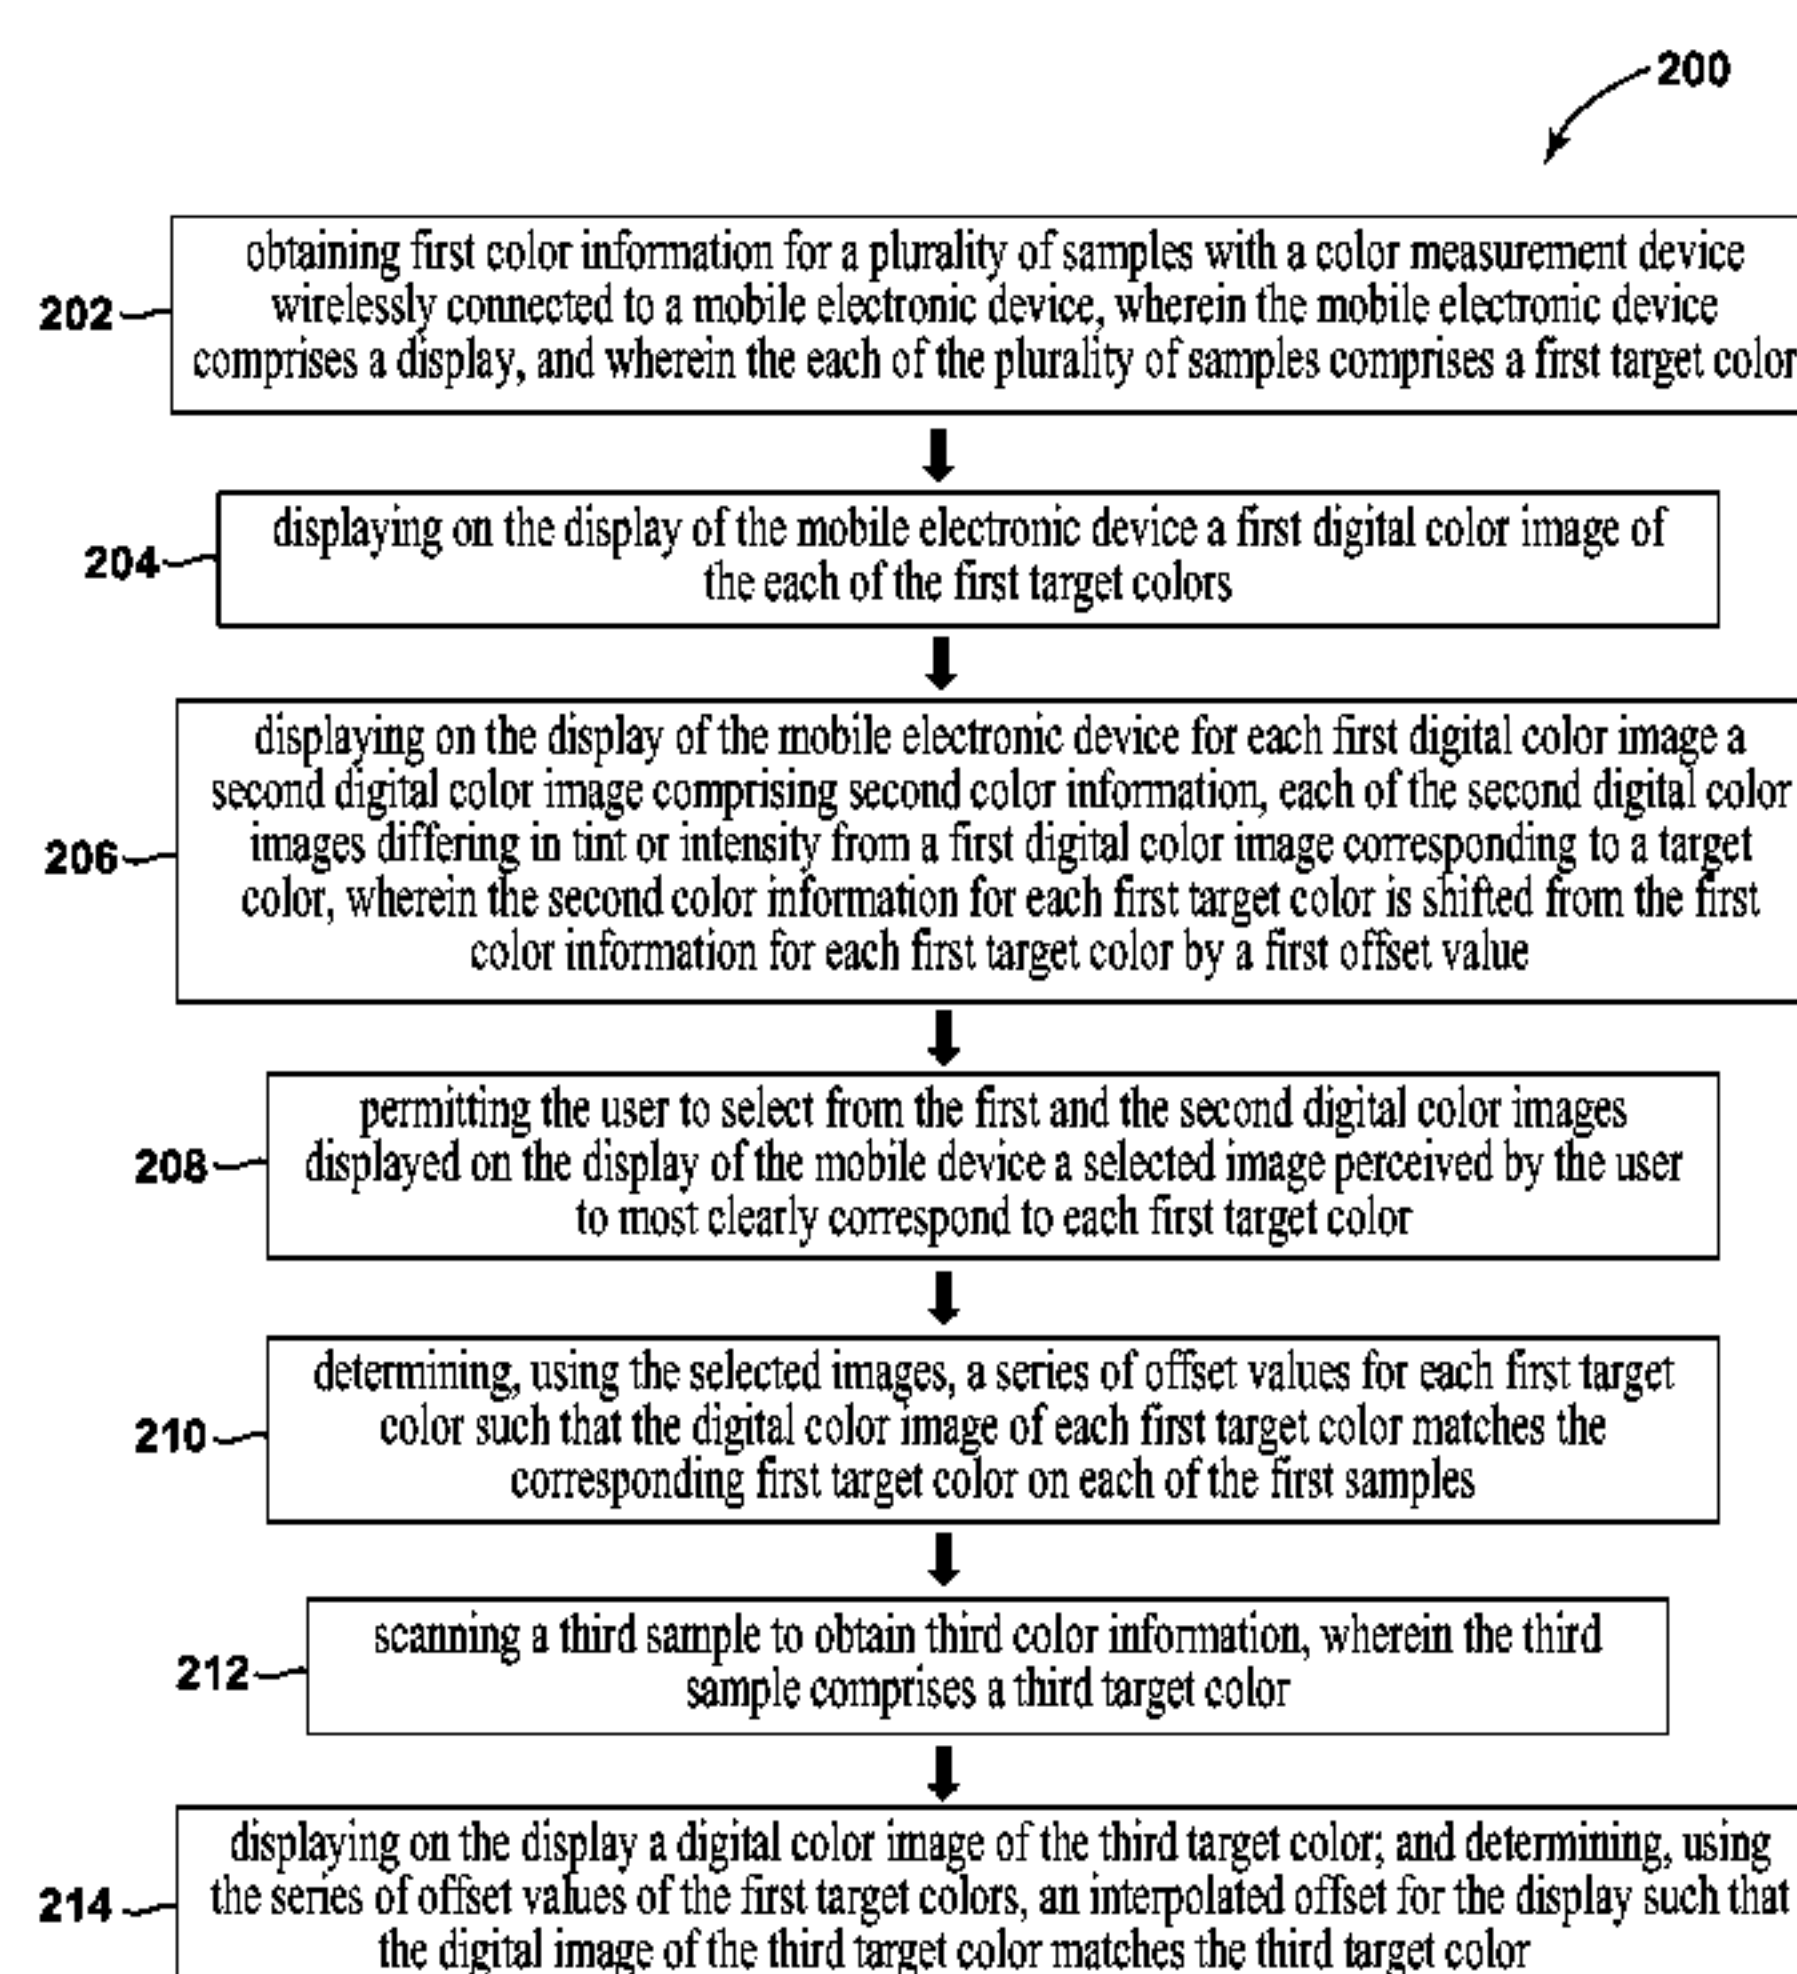 200
202
obtaining first color information for a plurality of samples with a color measurement device
wirelessly connected to a mobile electronic device, wherein the mobile electronic device
comprises a display, and wherein the each of the plurality of samples comprises a first target color
204
displaying on the display of the mobile electronic device a first digital color image of
the each of the first target colors
206
displaying on the display of the mobile electronic device for each first digital color image a
second digital color image comprising second color information, each of the second digital color
images differing in tint or intensity from a first digital color image corresponding to a target
color, wherein the second color information for each first target color is shifted from the first
color information for each first target color by a first offset value
208
permitting the user to select from the first and the second digital color images
displayed on the display of the mobile device a selected image perceived by the user
to most clearly correspond to each first target color
210
determining, using the selected images, a series of offset values for each first target
color such that the digital color image of each first target color matches the
corresponding first target color on each of the first samples
212
scanning a third sample to obtain third color information, wherein the third
sample comprises a third target color
214
displaying on the display a digital color image of the third target color; and determining, using
the series of offset values of the first target colors, an interpolated offset for the display such that
the digital image of the third target color matches the third target color